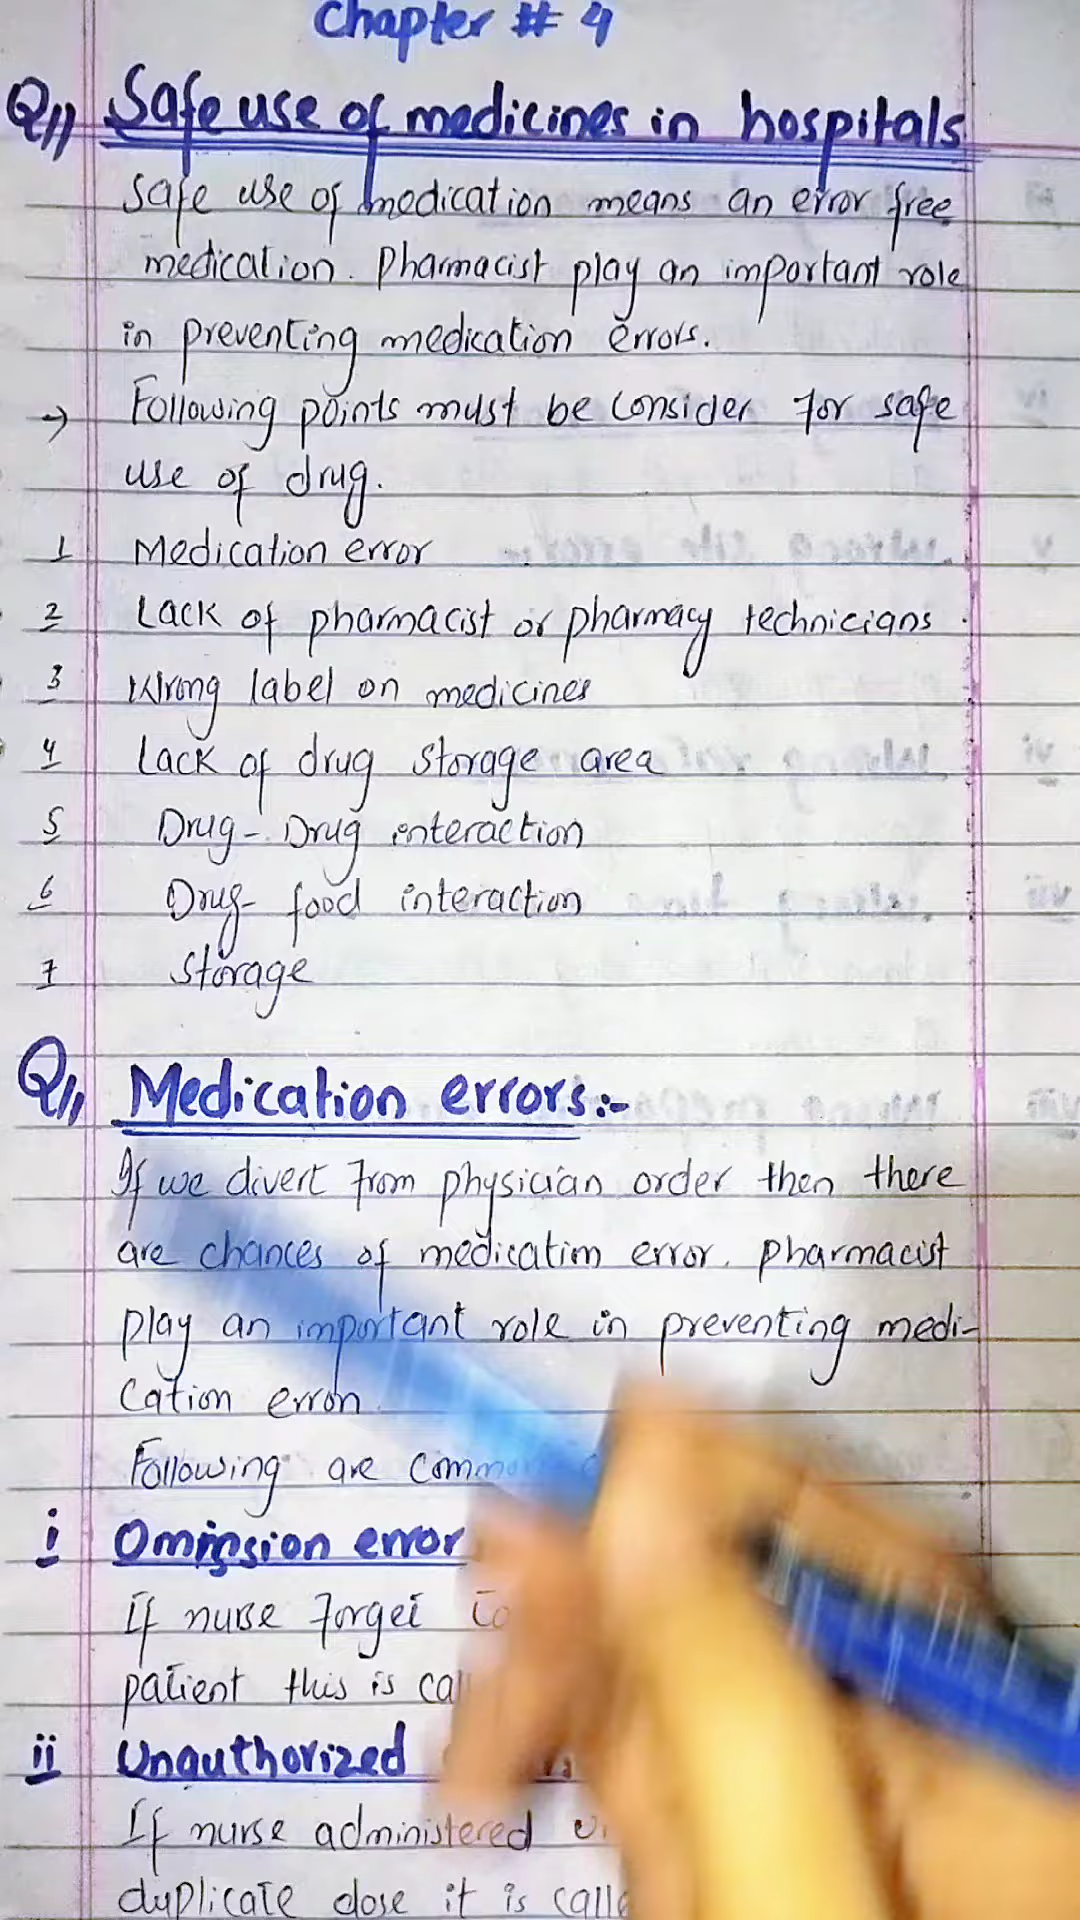 Chapter # 4
Q// Safe use of medicines in hospitals
Safe use of medication means an error free
medication. Pharmacist play an important role
in preventing medication errors.
→ Following points must be consider for safe
use of drug.
1 Medication error
2 Lack of pharmacist or pharmacy technicians.
3 Wrong label on medicines
4 Lack of drug storage area
5 Drug-Drug interaction
6 Drug-food interaction
7 Storage
Q// Medication errors:-
If we divert from physician order then there
are chances of medication error. Pharmacist
play an important role in preventing medi-
cation error.
Following are
i Ommision error
If nurse forget
patient this is
ii Unauthorized
If nurse administered
duplicate dose it is